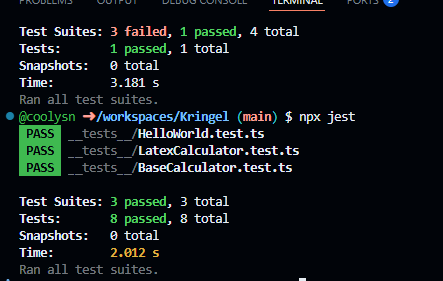 PROBLEMS OUTPUT DEBUG CONSOLE TERMINAL PORTS 2
Test Suites: 3 failed, 1 passed, 4 total
Tests: 1 passed, 1 total
Snapshots: 0 total
Time: 3.181 s
Ran all test suites.
@coolysn ➜/workspaces/Kringel (main) $ npx jest
PASS __tests__/HelloWorld.test.ts
PASS __tests__/LatexCalculator.test.ts
PASS __tests__/BaseCalculator.test.ts
Test Suites: 3 passed, 3 total
Tests: 8 passed, 8 total
Snapshots: 0 total
Time: 2.012 s
Ran all test suites.